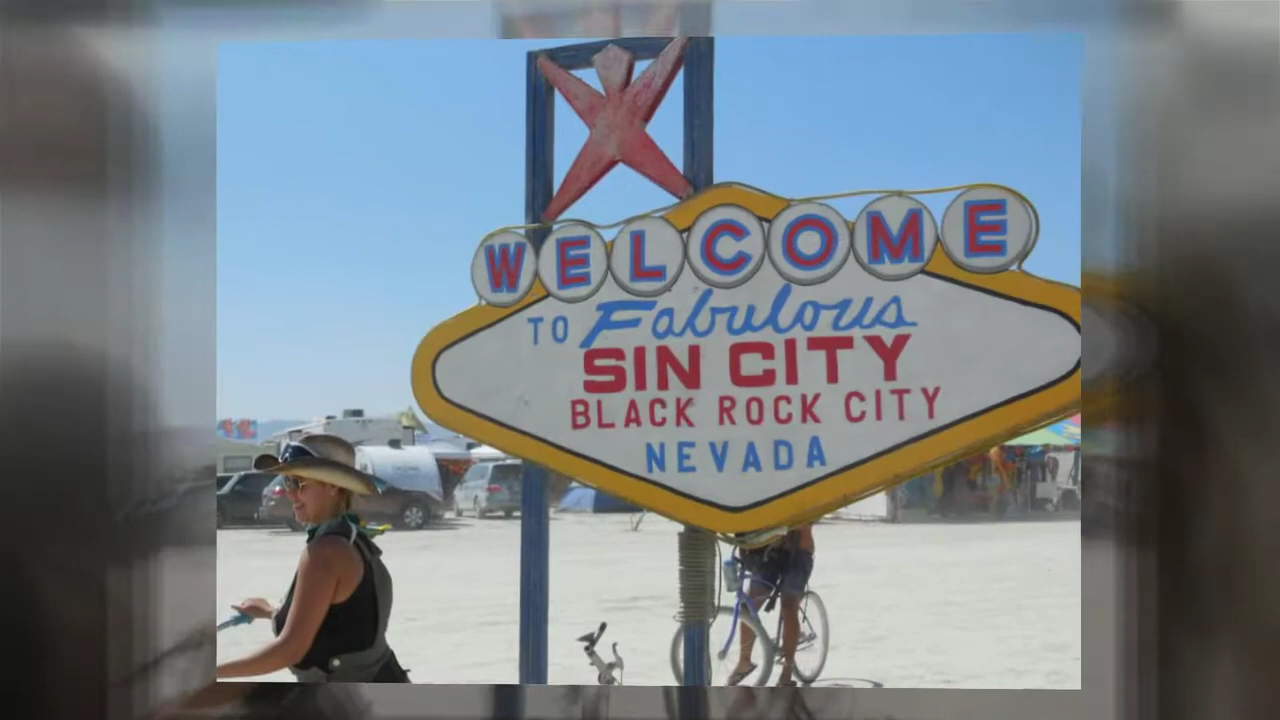 WELCOME
TO Fabulous
SIN CITY
BLACK ROCK CITY
NEVADA